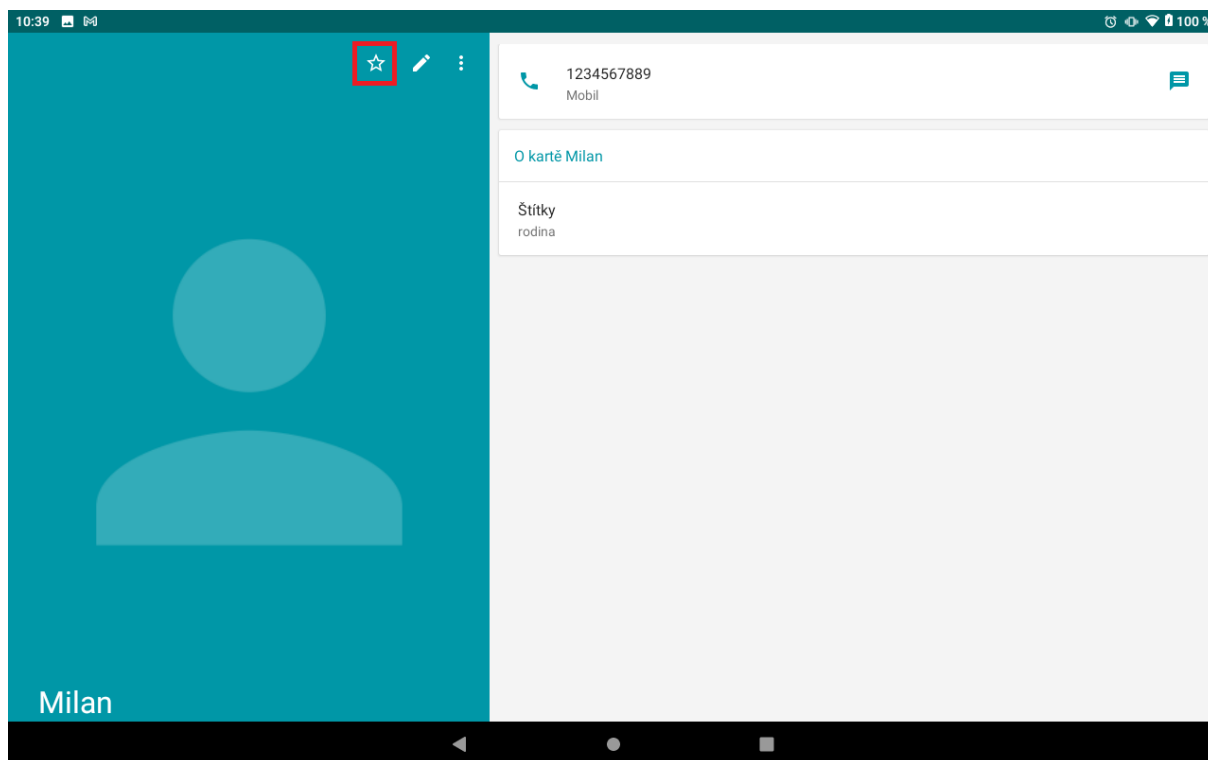 10:39
100 %
1234567889
Mobil
O kartě Milan
Štítky
rodina
Milan